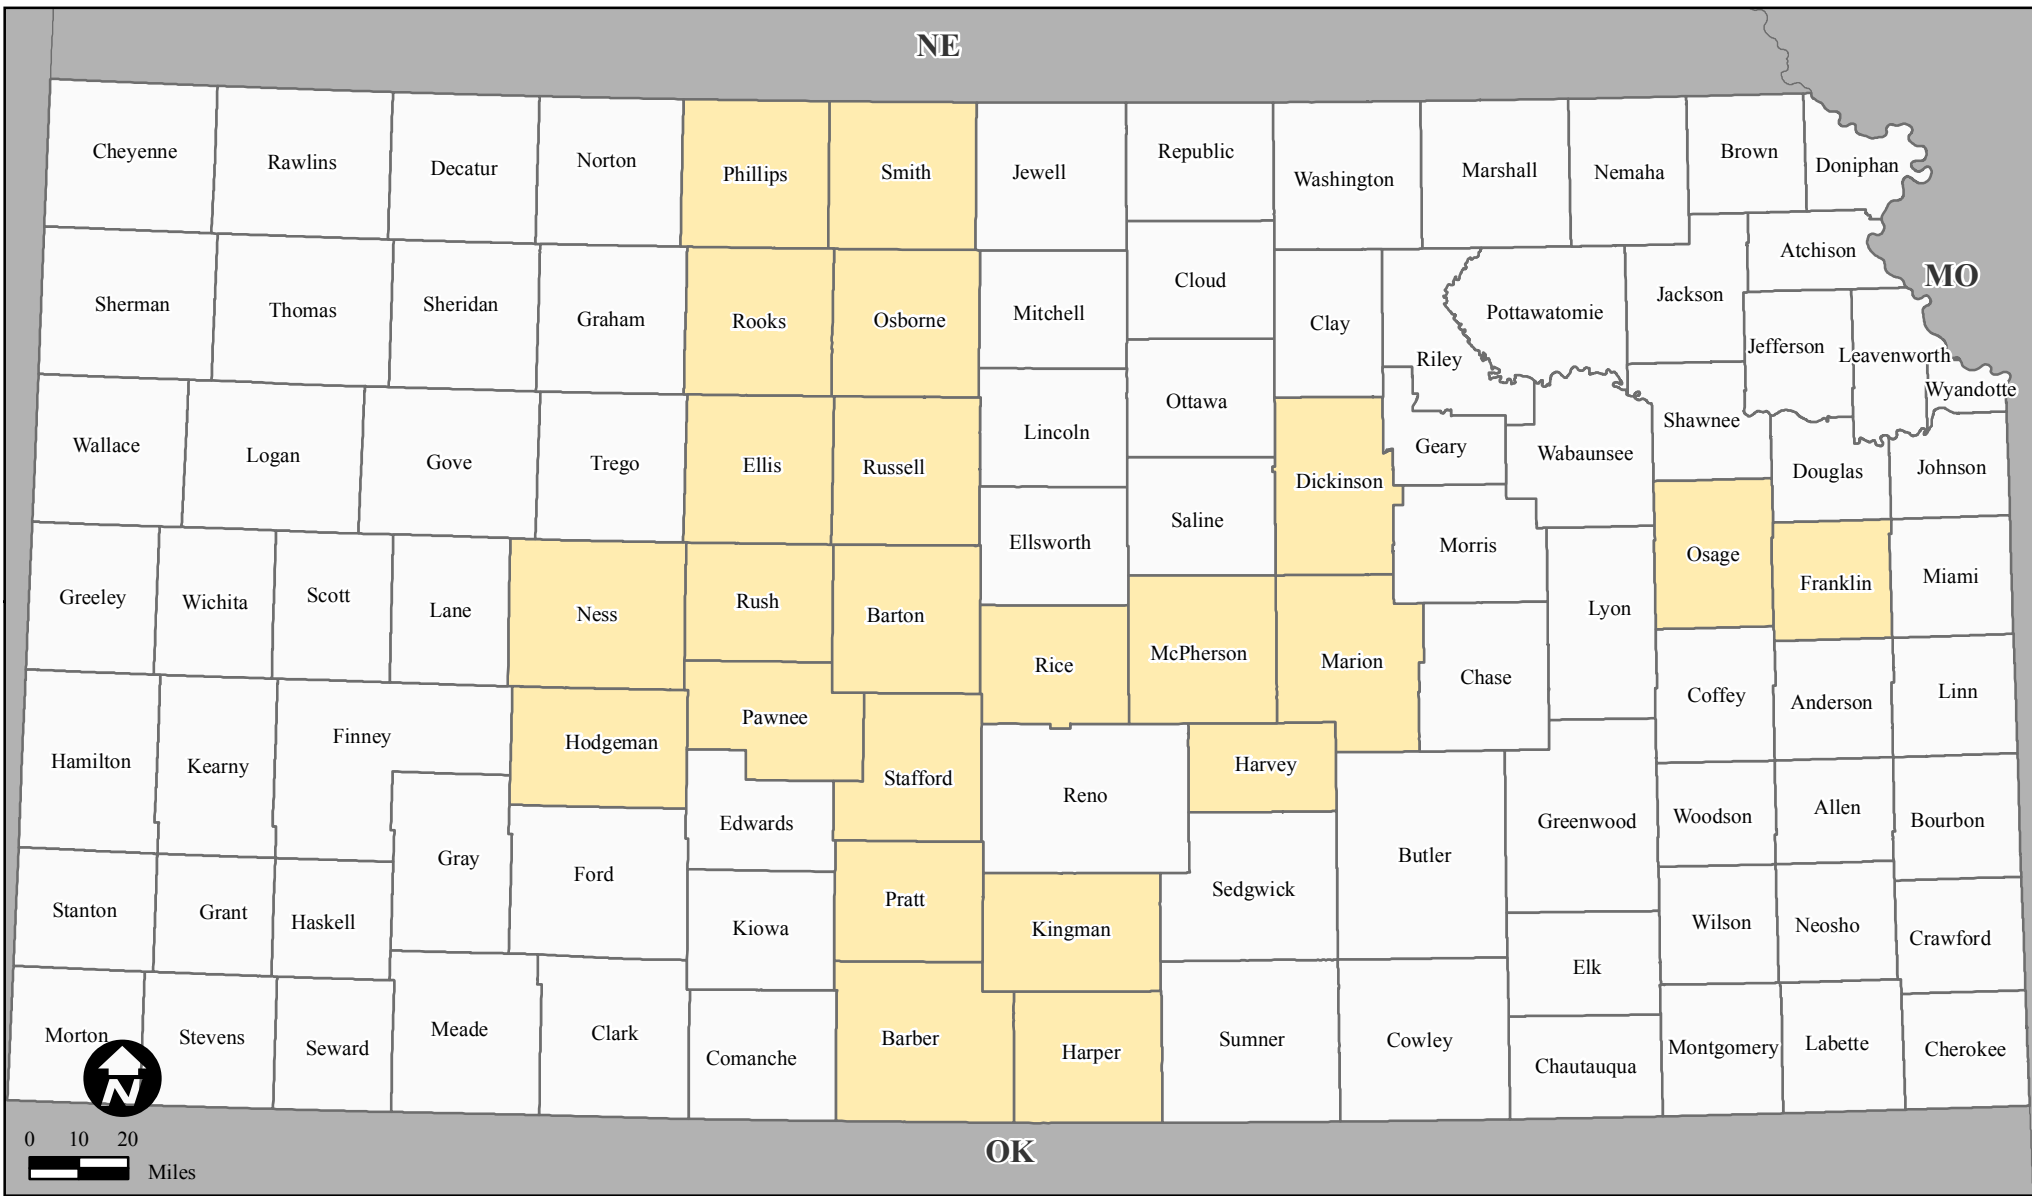 NE
Cheyenne
Rawlins
Decatur
Norton
Phillips
Smith
Jewell
Republic
Washington
Marshall
Nemaha
Brown
Doniphan
Sherman
Thomas
Sheridan
Graham
Rooks
Osborne
Mitchell
Cloud
Clay
Riley
Pottawatomie
Jackson
Atchison
MO
Jefferson
Leavenworth
Wyandotte
Wallace
Logan
Gove
Trego
Ellis
Russell
Lincoln
Ottawa
Dickinson
Geary
Wabaunsee
Shawnee
Douglas
Johnson
Greeley
Wichita
Scott
Lane
Ness
Rush
Barton
Ellsworth
Saline
Morris
Lyon
Osage
Franklin
Miami
Hamilton
Kearny
Finney
Hodgeman
Pawnee
Stafford
Rice
McPherson
Marion
Chase
Coffey
Anderson
Linn
Gray
Ford
Edwards
Reno
Harvey
Butler
Greenwood
Woodson
Allen
Bourbon
Stanton
Grant
Haskell
Kiowa
Pratt
Kingman
Sedgwick
Elk
Wilson
Neosho
Crawford
Morton
Stevens
Seward
Meade
Clark
Comanche
Barber
Harper
Sumner
Cowley
Chautauqua
Montgomery
Labette
Cherokee
N
0 10 20
Miles
OK